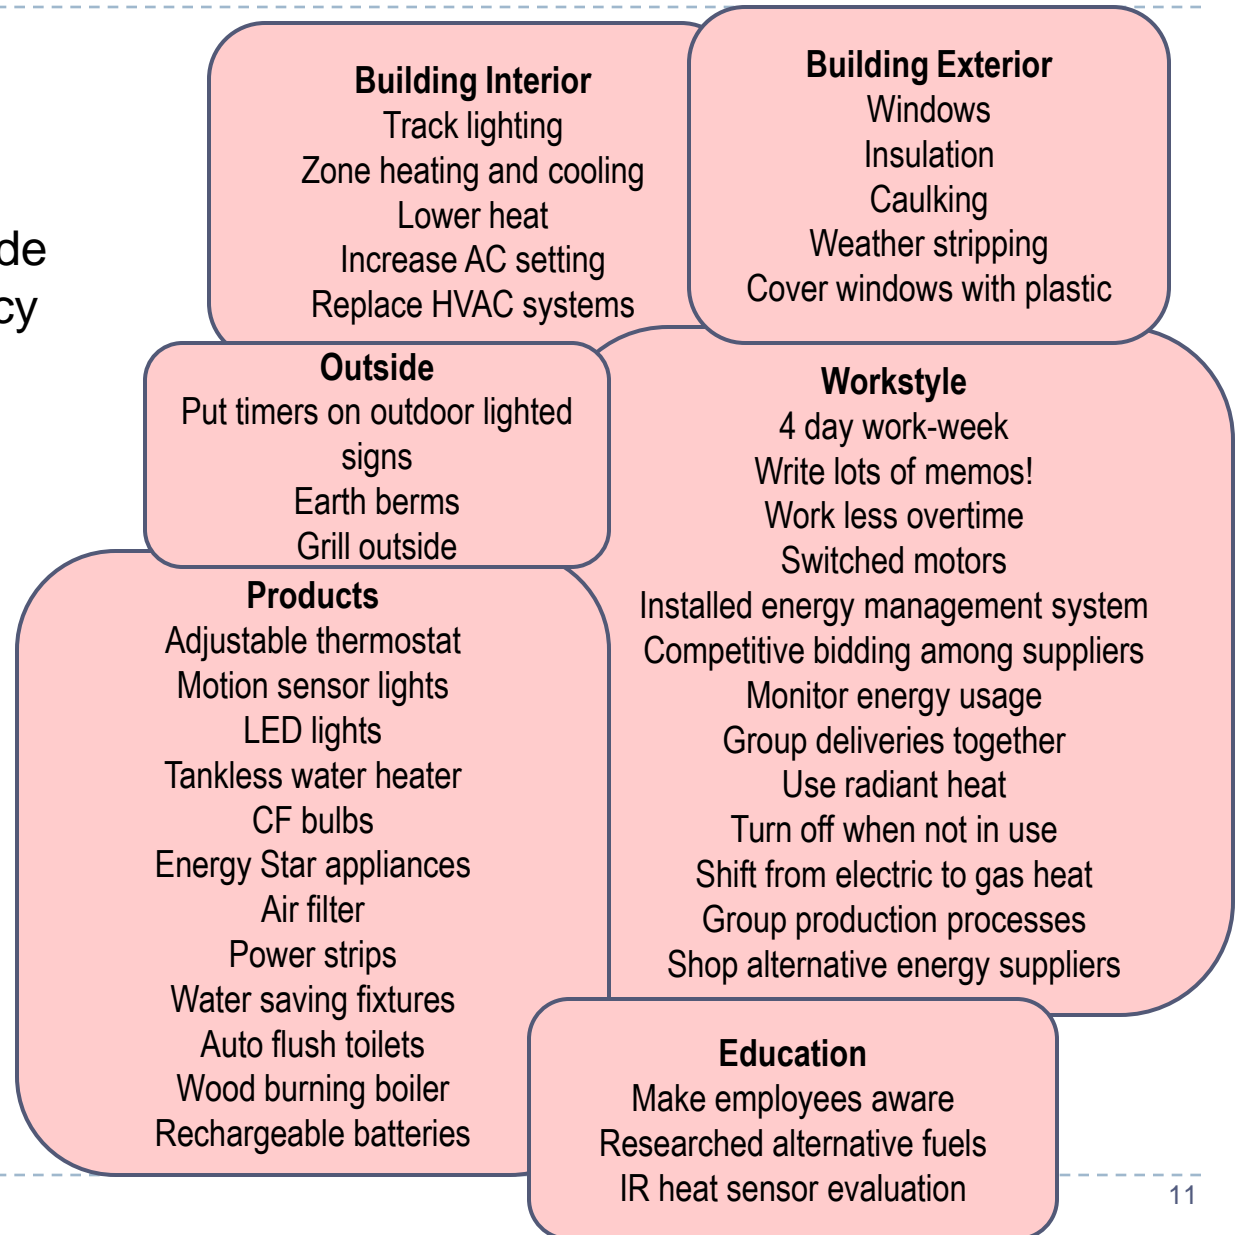 de
cy
Building Interior
Track lighting
Zone heating and cooling
Lower heat
Increase AC setting
Replace HVAC systems
Building Exterior
Windows
Insulation
Caulking
Weather stripping
Cover windows with plastic
Outside
Put timers on outdoor lighted
signs
Earth berms
Grill outside
Workstyle
4 day work-week
Write lots of memos!
Work less overtime
Switched motors
Installed energy management system
Competitive bidding among suppliers
Monitor energy usage
Group deliveries together
Use radiant heat
Turn off when not in use
Shift from electric to gas heat
Group production processes
Shop alternative energy suppliers
Products
Adjustable thermostat
Motion sensor lights
LED lights
Tankless water heater
CF bulbs
Energy Star appliances
Air filter
Power strips
Water saving fixtures
Auto flush toilets
Wood burning boiler
Rechargeable batteries
Education
Make employees aware
Researched alternative fuels
IR heat sensor evaluation
11